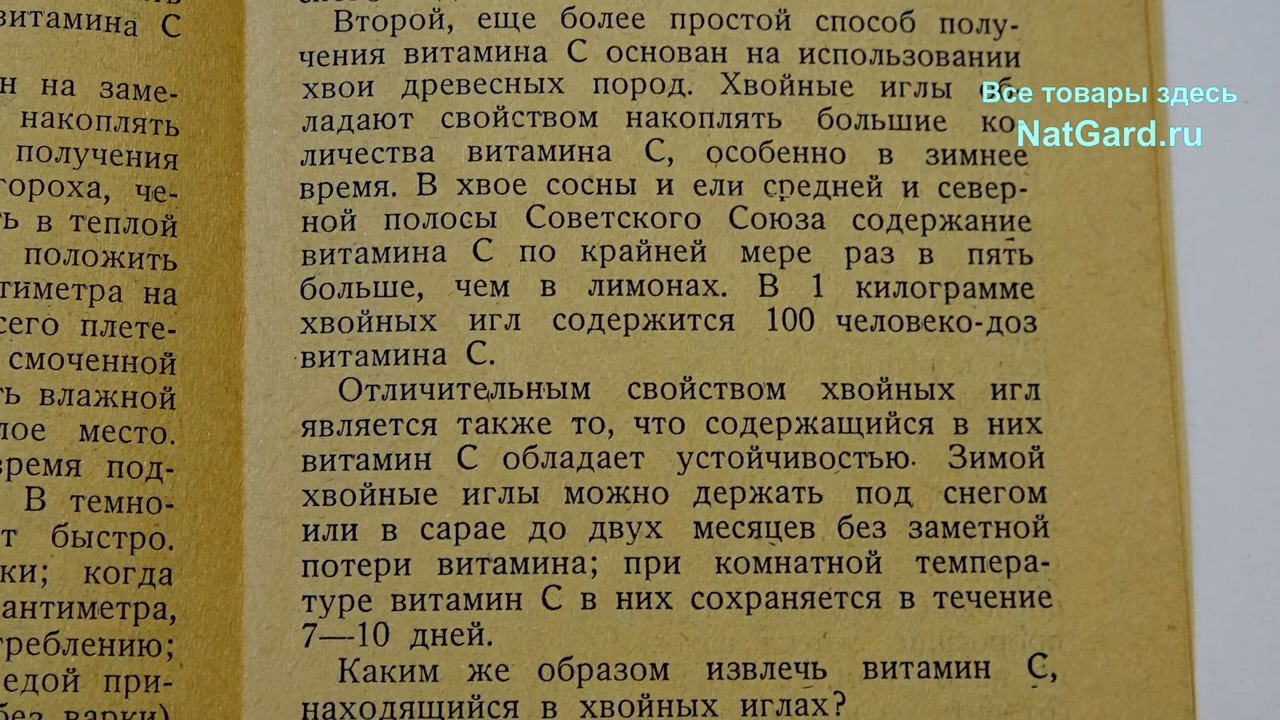 витамина С
н на заме-
накоплять
получения
гороха, че-
ть в теплой
положить
тиметра на
сего плете-
смоченной
ть влажной
лое место.
время под-
В темно-
т быстро.
ки; когда
антиметра,
треблению;
едой при-
без варки)
Второй, еще более простой способ полу-
чения витамина С основан на использовании
хвои древесных пород. Хвойные иглы об-
ладают свойством накоплять большие ко-
личества витамина С, особенно в зимнее
время. В хвое сосны и ели средней и север-
ной полосы Советского Союза содержание
витамина С по крайней мере раз в пять
больше, чем в лимонах. В 1 килограмме
хвойных игл содержится 100 человеко-доз
витамина С.
Отличительным свойством хвойных игл
является также то, что содержащийся в них
витамин С обладает устойчивостью. Зимой
хвойные иглы можно держать под снегом
или в сарае до двух месяцев без заметной
потери витамина; при комнатной темпера-
туре витамин С в них сохраняется в течение
7—10 дней.
Каким же образом извлечь витамин С,
находящийся в хвойных иглах?
Все товары здесь
NatGard.ru